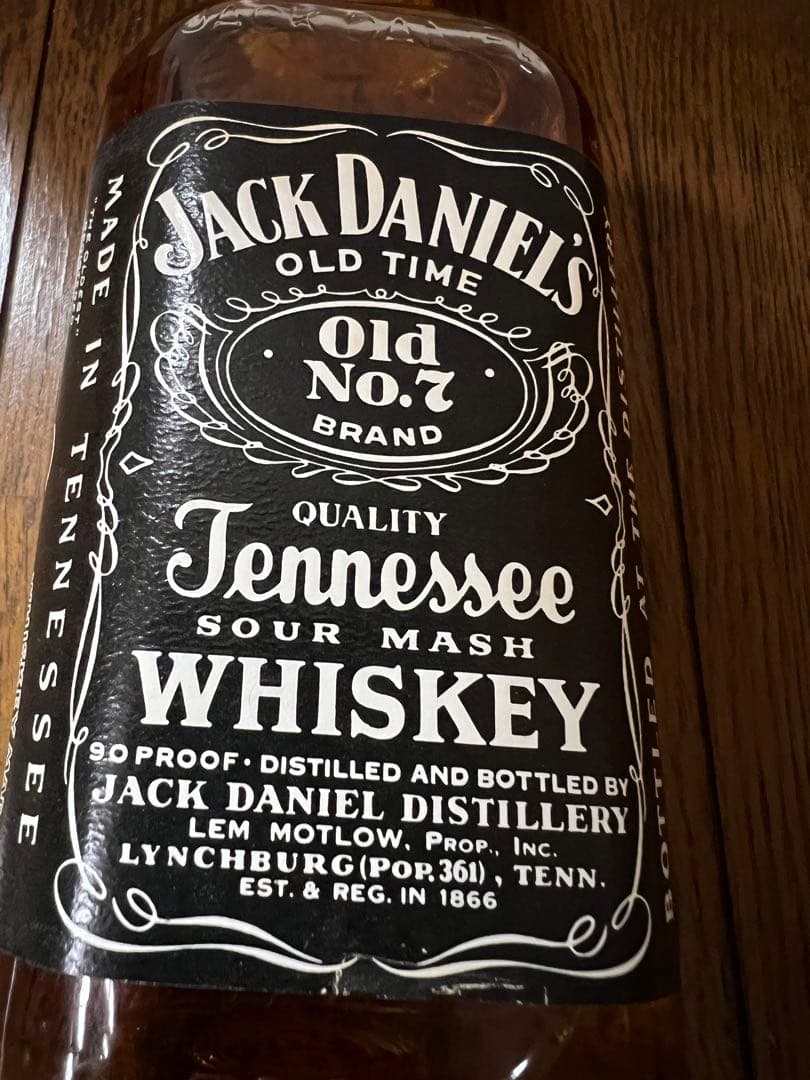 JACK DANIEL'S
OLD TIME
Old
No.7
BRAND
QUALITY
Tennessee
SOUR MASH
WHISKEY
90 PROOF • DISTILLED AND BOTTLED BY
JACK DANIEL DISTILLERY
LEM MOTLOW, PROP., INC.
LYNCHBURG (POP. 361), TENN.
EST. & REG. IN 1866
MADE IN TENNESSEE
BOTTLED AT THE DISTILLERY